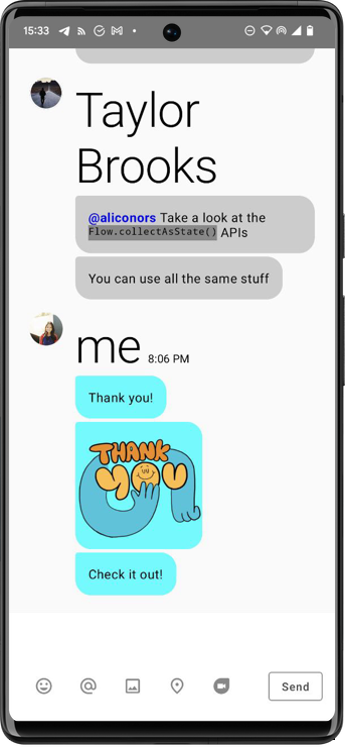 15:33
Taylor
Brooks
@aliconors Take a look at the
Flow.collectAsState() APIs
You can use all the same stuff
me 8:06 PM
Thank you!
THANK
YOU
Check it out!
Send